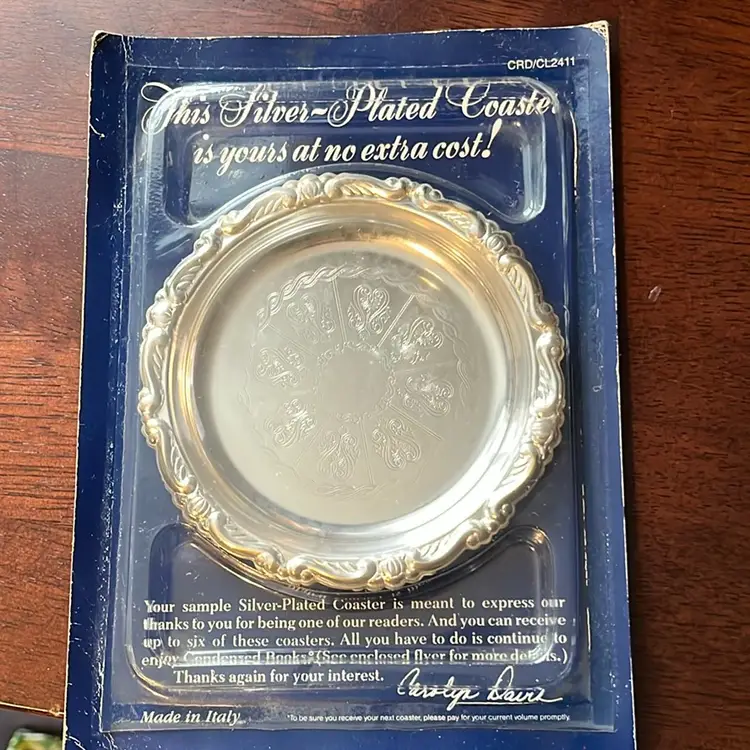 CRD/CL2411
This Silver-Plated Coaster
is yours at no extra cost!
Your sample Silver-Plated Coaster is meant to express our
thanks to you for being one of our readers. And you can receive
up to six of these coasters. All you have to do is continue to
enjoy Condensed Books. (See enclosed flyer for more details.)
Thanks again for your interest.
Carolyn Davis
Made in Italy
*To be sure you receive your next coaster, please pay for your current volume promptly.